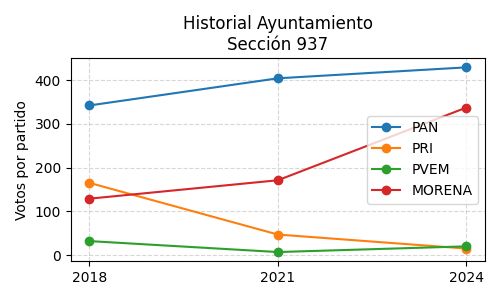 Historial Ayuntamiento
Sección 937
Votos por partido
400
300
200
100
0
2018
2021
2024
PAN
PRI
PVEM
MORENA